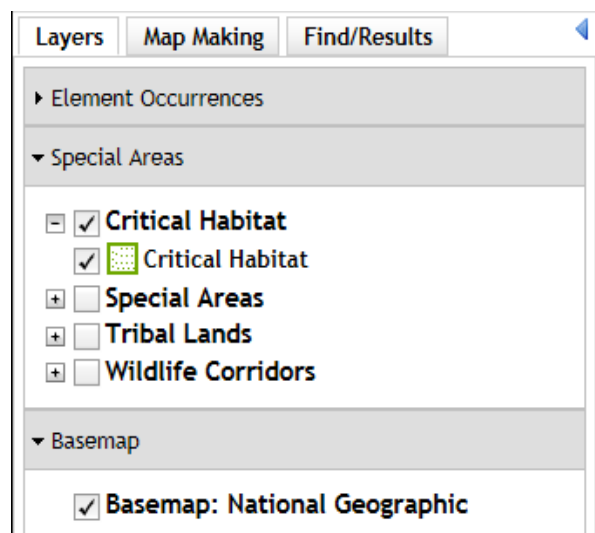 Layers Map Making Find/Results
Element Occurrences
Special Areas
Critical Habitat
Critical Habitat
Special Areas
Tribal Lands
Wildlife Corridors
Basemap
Basemap: National Geographic